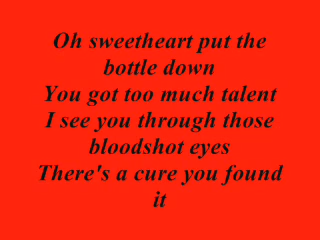 Oh sweetheart put the
bottle down
You got too much talent
I see you through those
bloodshot eyes
There's a cure you found
it